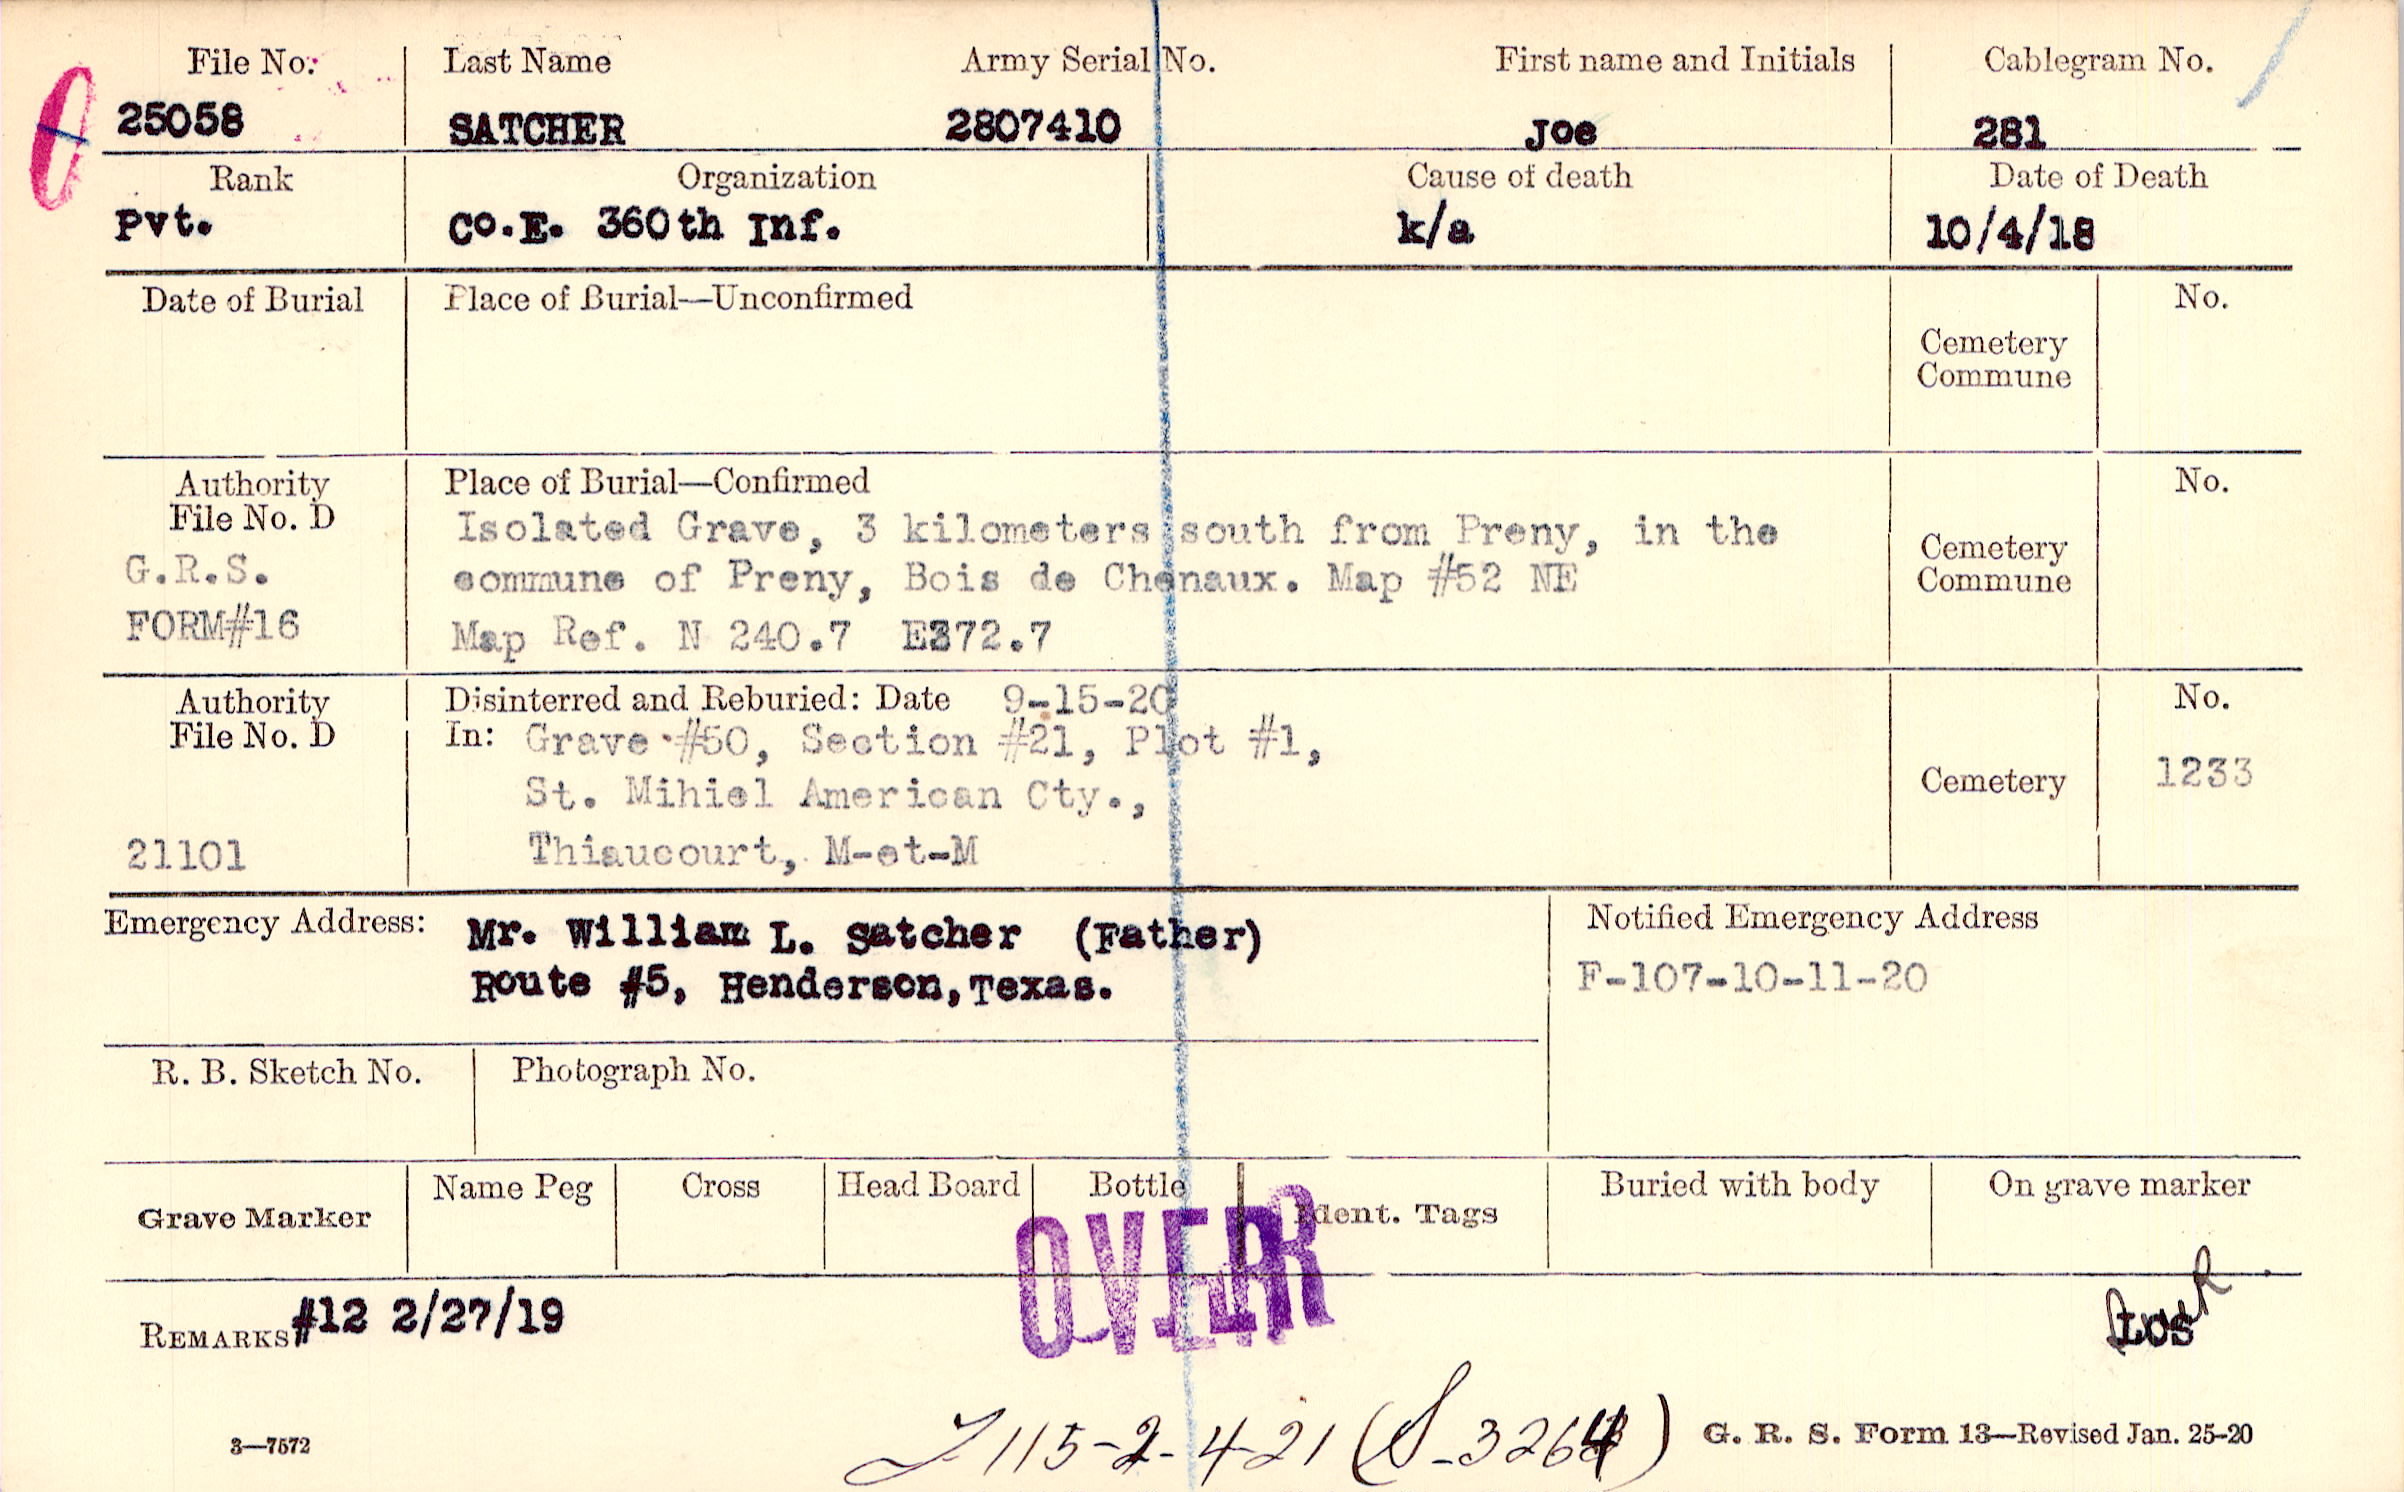 File No. Last Name Army Serial No. First name and Initials Cablegram No.
25058 SATCHER 2807410 Joe 281
Rank Organization Cause of death Date of Death
Pvt. Co.E. 360th Inf. k/a 10/4/18
Date of Burial Place of Burial—Unconfirmed No.
Cemetery
Commune
Authority Place of Burial—Confirmed No.
File No. D Isolated Grave, 3 kilometers south from Preny, in the
G.R.S. commune of Preny, Bois de Chenaux. Map #52 NE Cemetery
Commune
FORM#16 Map Ref. N 240.7 E372.7
Authority Disinterred and Reburied: Date 9-15-20 No.
File No. D In: Grave #50, Section #21, Plot #1,
St. Mihiel American Cty., Cemetery 1233
21101 Thiaucourt, M-et-M
Emergency Address: Mr. William L. Satcher (Father) Notified Emergency Address
Route #5, Henderson, Texas. F-107-10-11-20
R. B. Sketch No. Photograph No.
Grave Marker Name Peg Cross Head Board Bottle Ident. Tags Buried with body On grave marker
OVER
REMARKS #12 2/27/19
115-2-4-21 (S-3264)
3—7572 G. R. S. Form 13—Revised Jan. 25-20